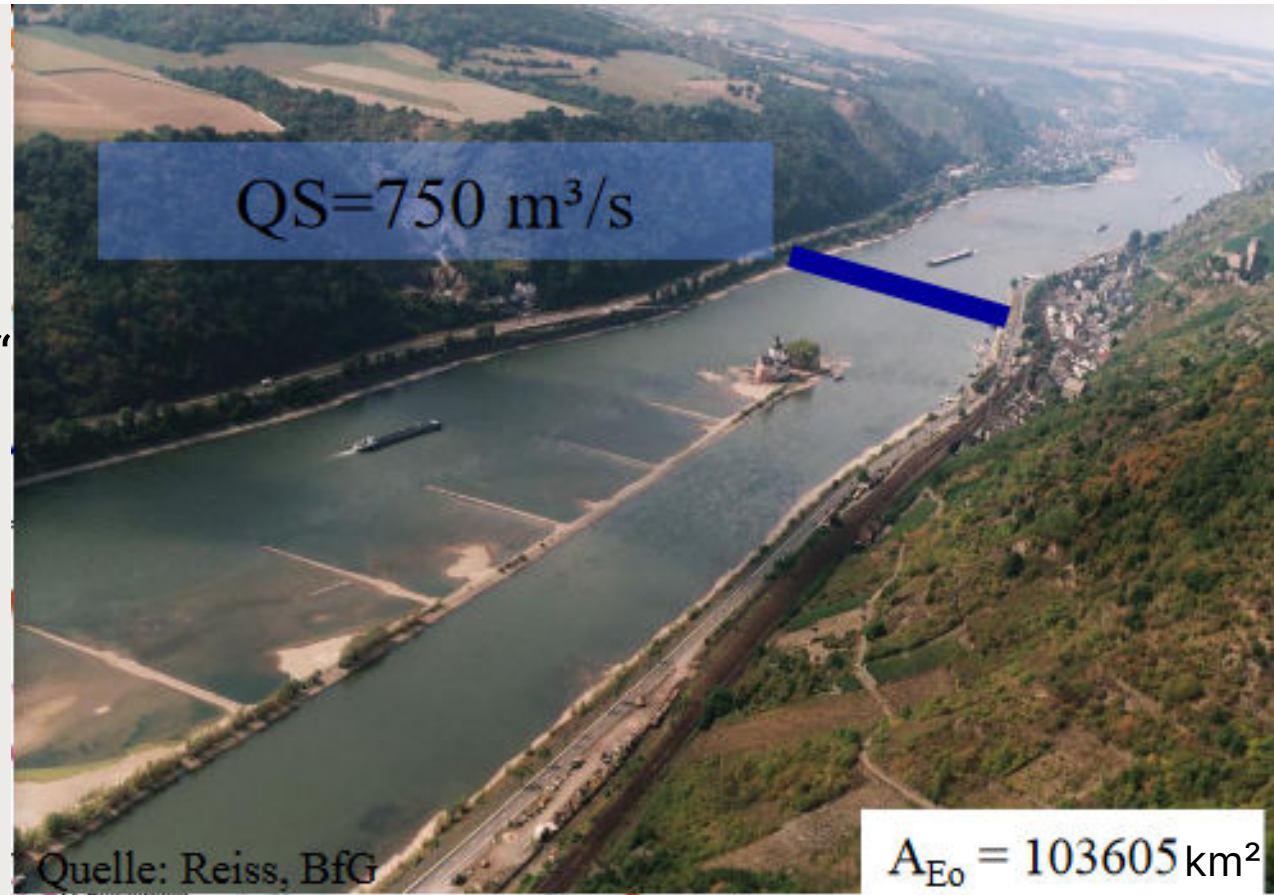 QS=750 m³/s
Quelle: Reiss, BfG
A_Eo = 103605 km²